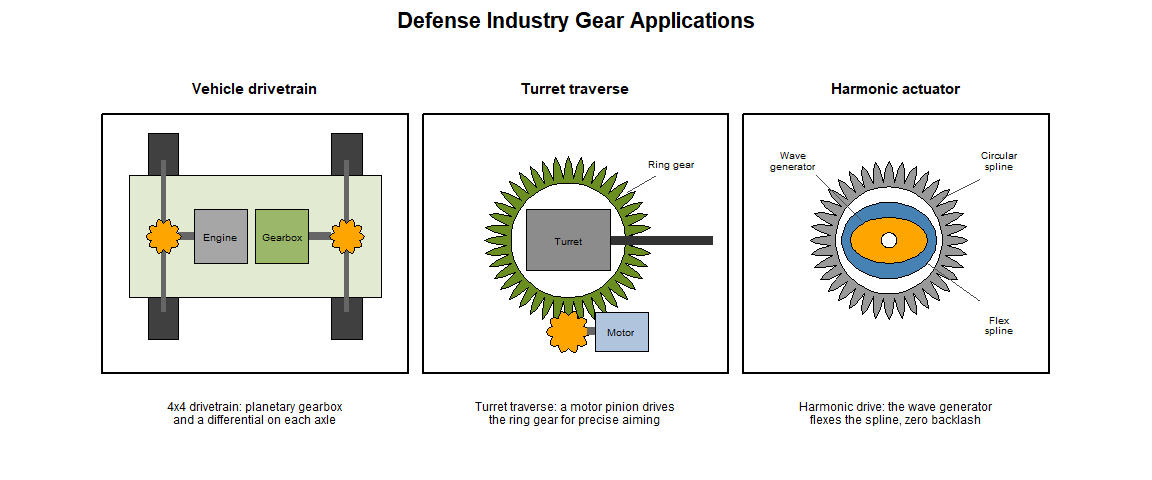 Defense Industry Gear Applications
Vehicle drivetrain
Engine
Gearbox
4x4 drivetrain: planetary gearbox
and a differential on each axle
Turret traverse
Ring gear
Turret
Motor
Turret traverse: a motor pinion drives
the ring gear for precise aiming
Harmonic actuator
Wave
generator
Circular
spline
Flex
spline
Harmonic drive: the wave generator
flexes the spline, zero backlash